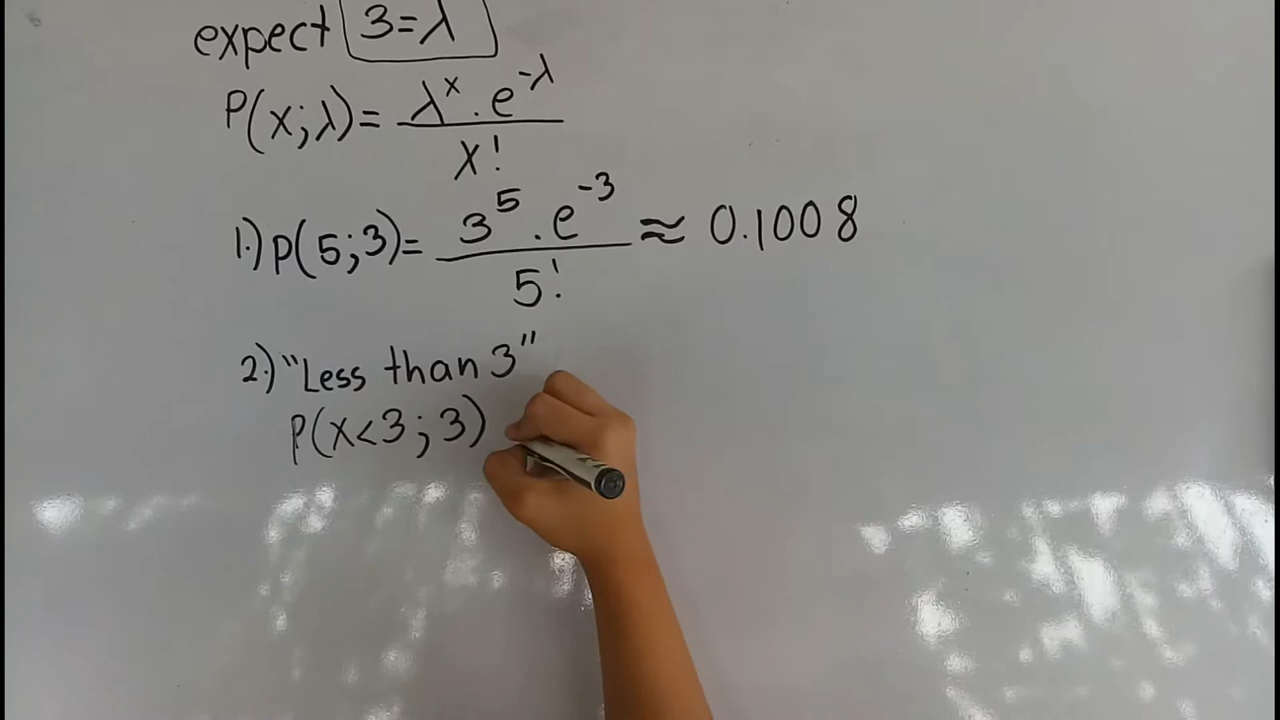 expect 3=λ
P(x;λ)= λ^x . e^-λ / x!
1.) P(5;3)= 3^5 . e^-3 / 5! ≈ 0.1008
2.) "Less than 3"
P(x<3;3)